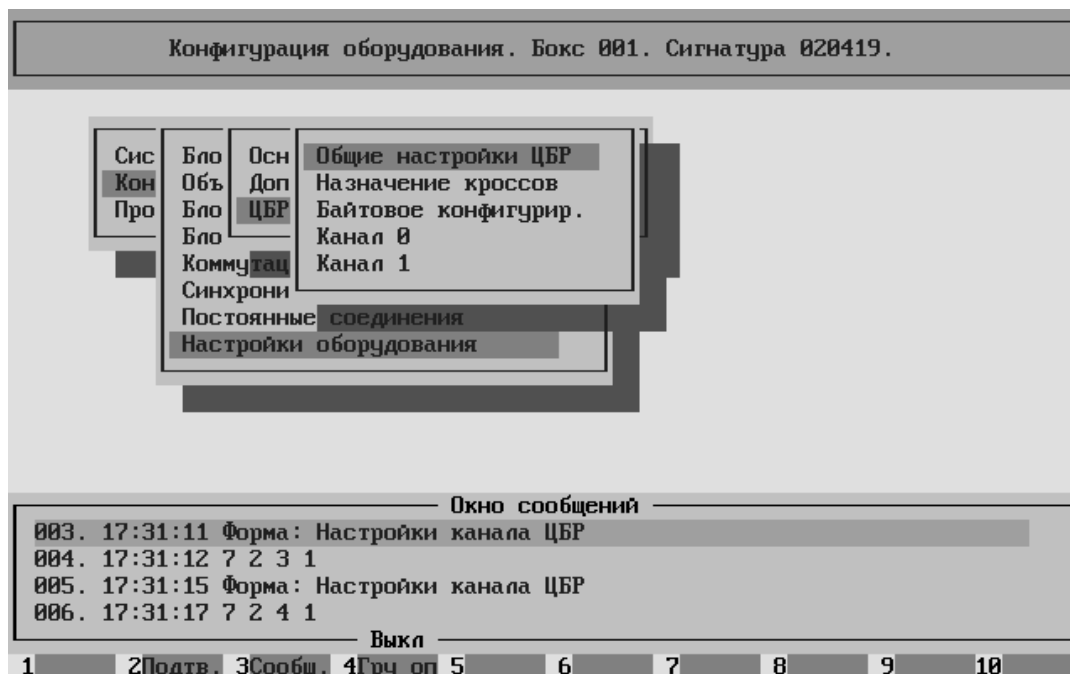 Конфигурация оборудования. Бокс 001. Сигнатура 020419.
Сис Бло Осн Общие настройки ЦБР
Кон Объ Доп Назначение кроссов
Про Бло ЦБР Байтовое конфигурир.
Бло Канал 0
Коммутац Канал 1
Синхрони
Постоянные соединения
Настройки оборудования
Окно сообщений
003. 17:31:11 Форма: Настройки канала ЦБР
004. 17:31:12 7 2 3 1
005. 17:31:15 Форма: Настройки канала ЦБР
006. 17:31:17 7 2 4 1
Выкл
1 2Подтв. 3Сообщ. 4Гру оп 5 6 7 8 9 10